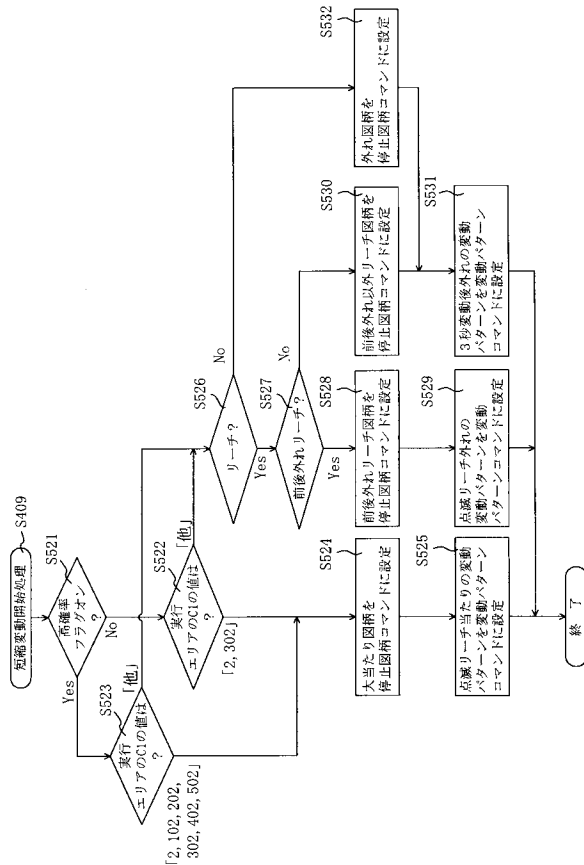 短縮変動開始処理
S409
S521
高確率
フラグオン
?
Yes
No
S523
実行
エリアのC1の値は
?
「他」
「2, 102, 202,
302, 402, 502」
S522
実行
エリアのC1の値は
?
「他」
「2, 302」
S526
リーチ?
No
Yes
S527
前後外れリーチ?
No
Yes
S524
大当たり図柄を
停止図柄コマンドに設定
S528
前後外れリーチ図柄を
停止図柄コマンドに設定
S530
前後外れ以外リーチ図柄を
停止図柄コマンドに設定
S532
外れ図柄を
停止図柄コマンドに設定
S525
点滅リーチ当たりの変動
パターンを変動パターン
コマンドに設定
S529
点滅リーチ外れの
変動パターンを変動
パターンコマンドに設定
S531
3秒変動後外れの変動
パターンを変動パターン
コマンドに設定
終了